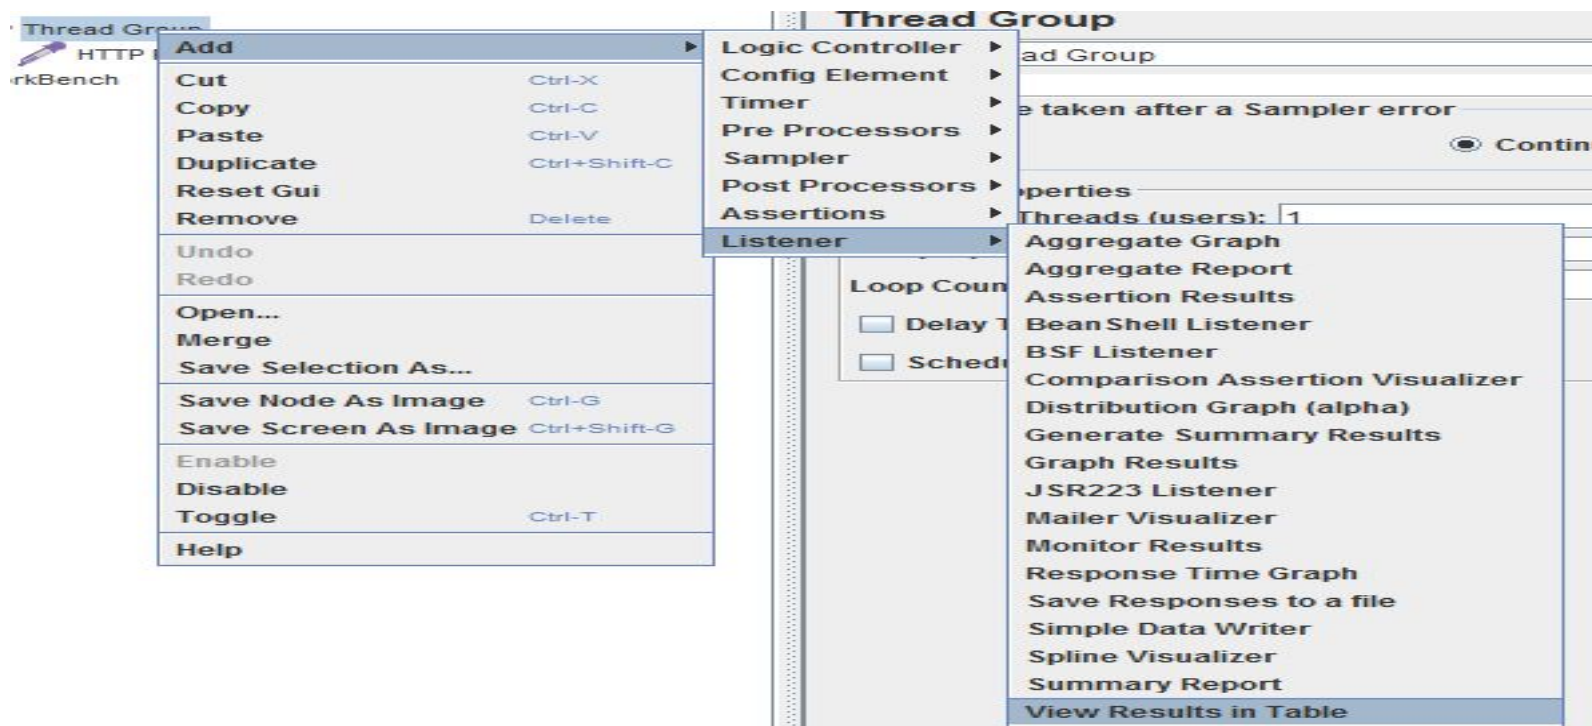 Thread Group
HTTP
rkBench
Add
Cut Ctrl-X
Copy Ctrl-C
Paste Ctrl-V
Duplicate Ctrl+Shift-C
Reset Gui
Remove Delete
Undo
Redo
Open...
Merge
Save Selection As...
Save Node As Image Ctrl-G
Save Screen As Image Ctrl+Shift-G
Enable
Disable
Toggle Ctrl-T
Help
Logic Controller
Config Element
Timer
Pre Processors
Sampler
Post Processors
Assertions
Listener
Thread Group
ad Group
e taken after a Sampler error
Contin
perties
Threads (users): 1
Loop Coun
Delay T
Schedu
Aggregate Graph
Aggregate Report
Assertion Results
BeanShell Listener
BSF Listener
Comparison Assertion Visualizer
Distribution Graph (alpha)
Generate Summary Results
Graph Results
JSR223 Listener
Mailer Visualizer
Monitor Results
Response Time Graph
Save Responses to a file
Simple Data Writer
Spline Visualizer
Summary Report
View Results in Table